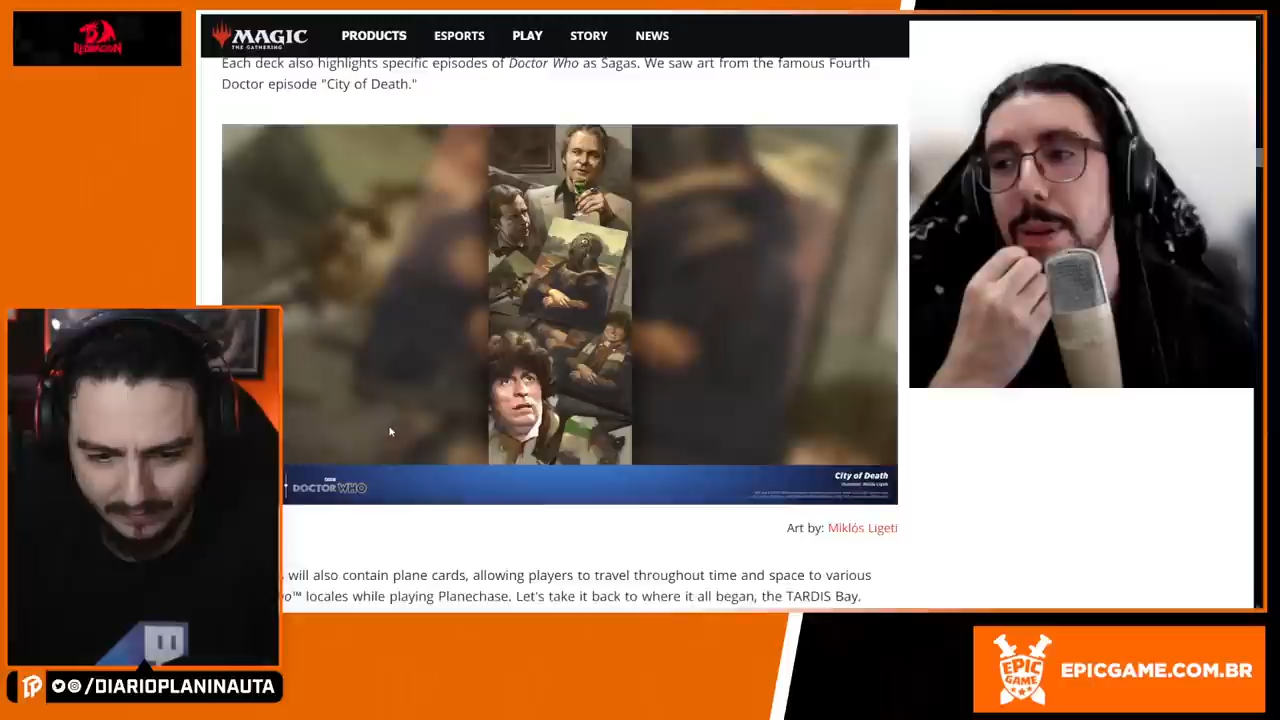 REDRAGON
MAGIC
THE GATHERING
PRODUCTS ESPORTS PLAY STORY NEWS
Each deck also highlights specific episodes of Doctor Who as Sagas. We saw art from the famous Fourth
Doctor episode "City of Death."
BBC
DOCTOR WHO
City of Death
Art by: Miklós Ligeti
will also contain plane cards, allowing players to travel throughout time and space to various
o™ locales while playing Planechase. Let's take it back to where it all began, the TARDIS Bay.
/DIARIOPLANINAUTA
EPIC
GAME
EPICGAME.COM.BR